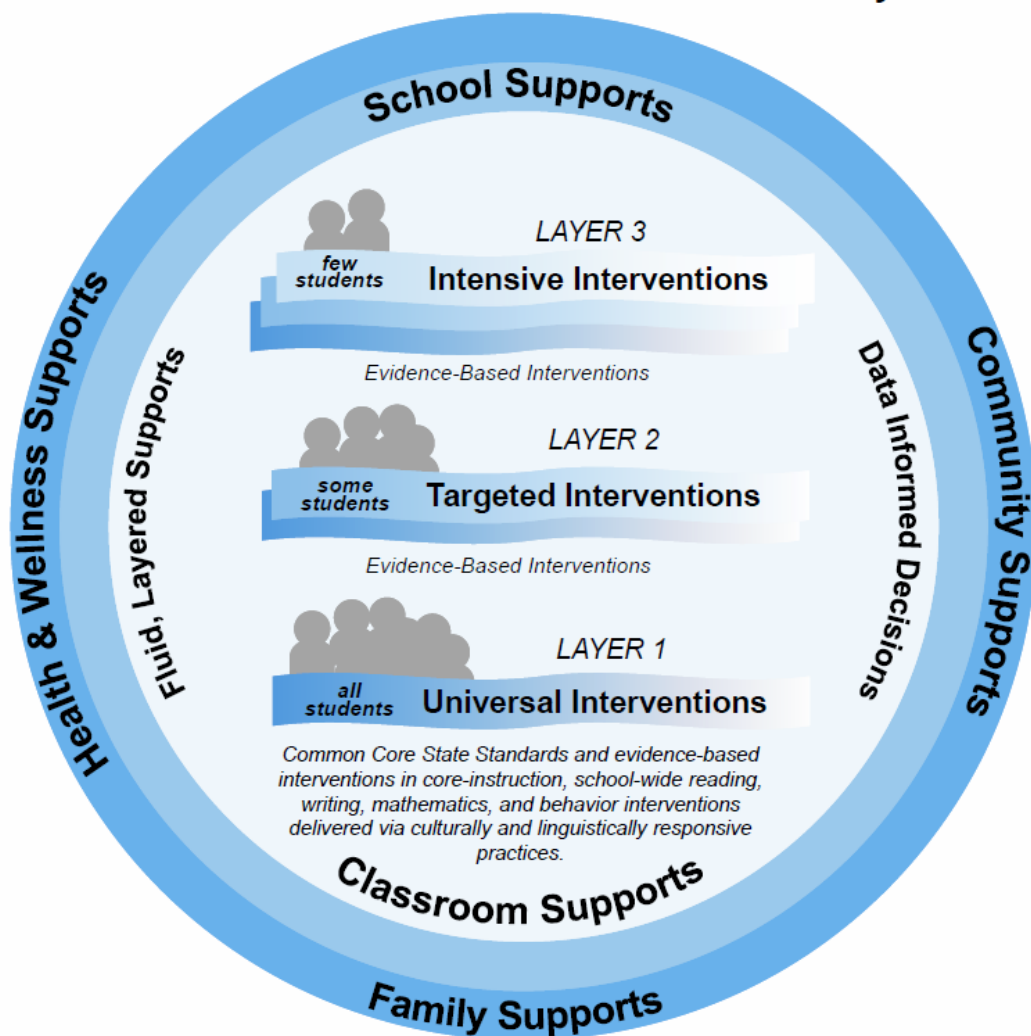 School Supports
LAYER 3
few
students
Intensive Interventions
Evidence-Based Interventions
LAYER 2
some
students
Targeted Interventions
Evidence-Based Interventions
LAYER 1
all
students
Universal Interventions
Common Core State Standards and evidence-based
interventions in core-instruction, school-wide reading,
writing, mathematics, and behavior interventions
delivered via culturally and linguistically responsive
practices.
Classroom Supports
Family Supports
Health & Wellness Supports
Fluid, Layered Supports
Data Informed Decisions
Community Supports